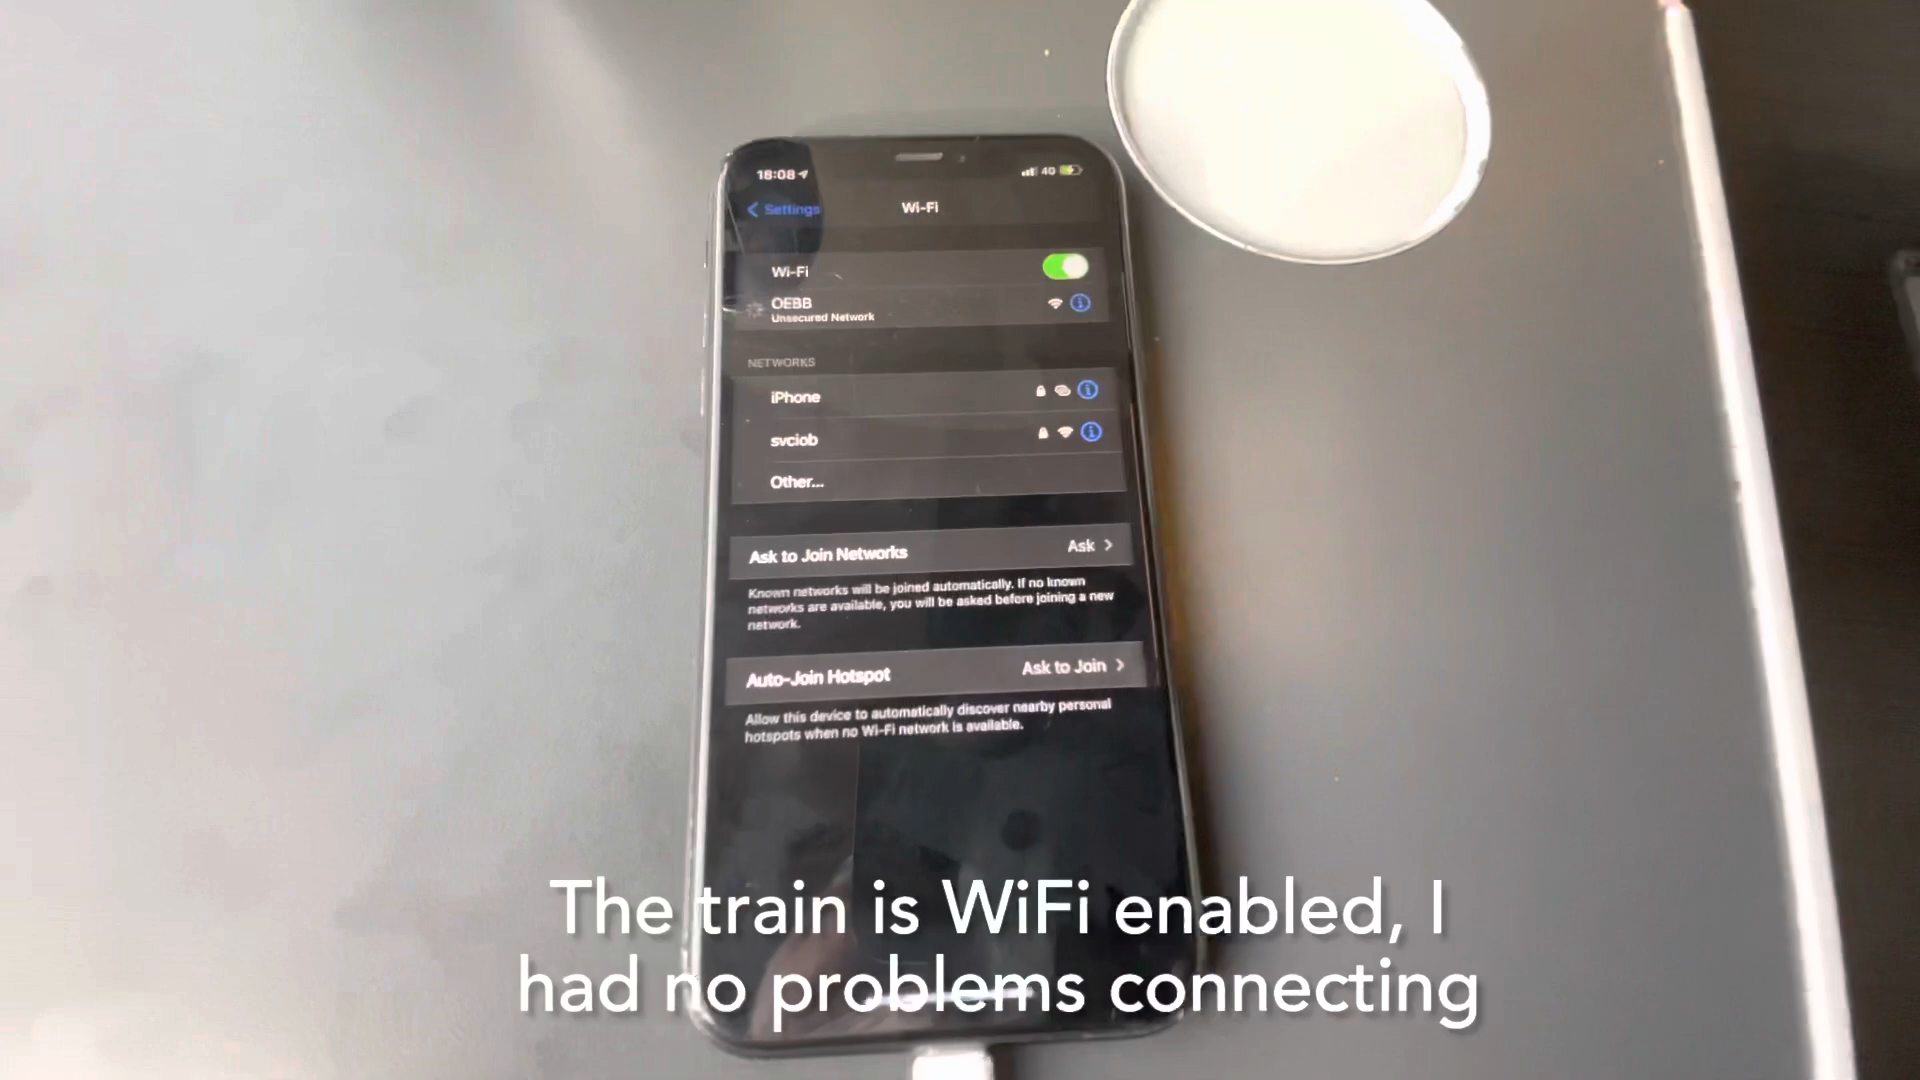 18:08
4G
Settings
Wi-Fi
Wi-Fi
OEBB
Unsecured Network
NETWORKS
iPhone
svciob
Other...
Ask to Join Networks
Ask
Known networks will be joined automatically. If no known
networks are available, you will be asked before joining a new
network.
Auto-Join Hotspot
Ask to Join
Allow this device to automatically discover nearby personal
hotspots when no Wi-Fi network is available.
The train is WiFi enabled, I
had no problems connecting